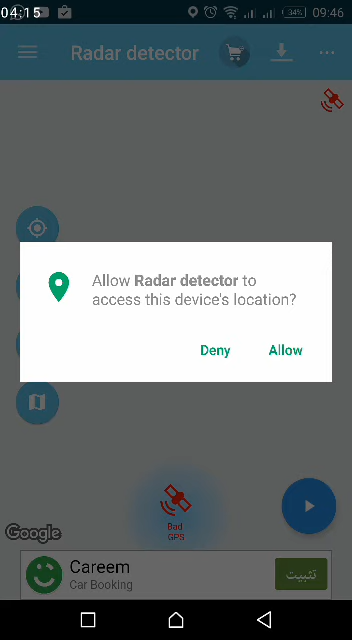 04:15
34%
09:46
Radar detector
Allow Radar detector to
access this device's location?
Deny
Allow
Bad
GPS
Google
Careem
Car Booking
تثبيت